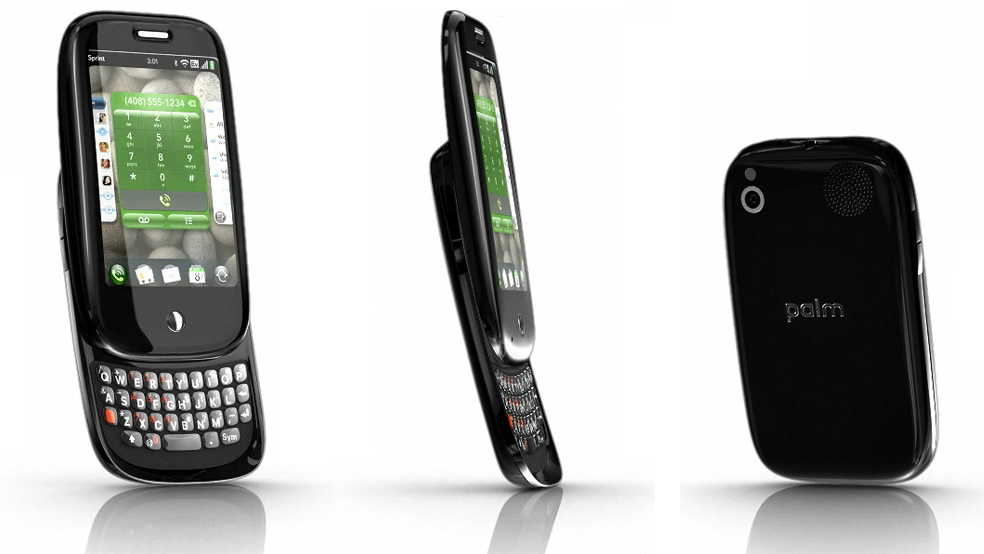 Sprint 3:01
(408) 555-1234
1 2 3
abc def
4 5 6
ghi jkl mno
7 8 9
pqrs tuv wxyz
* 0 #
8
Q W E R T Y U I O P
A S D F G H J K L
Z X C V B N M
@ . Sym
palm